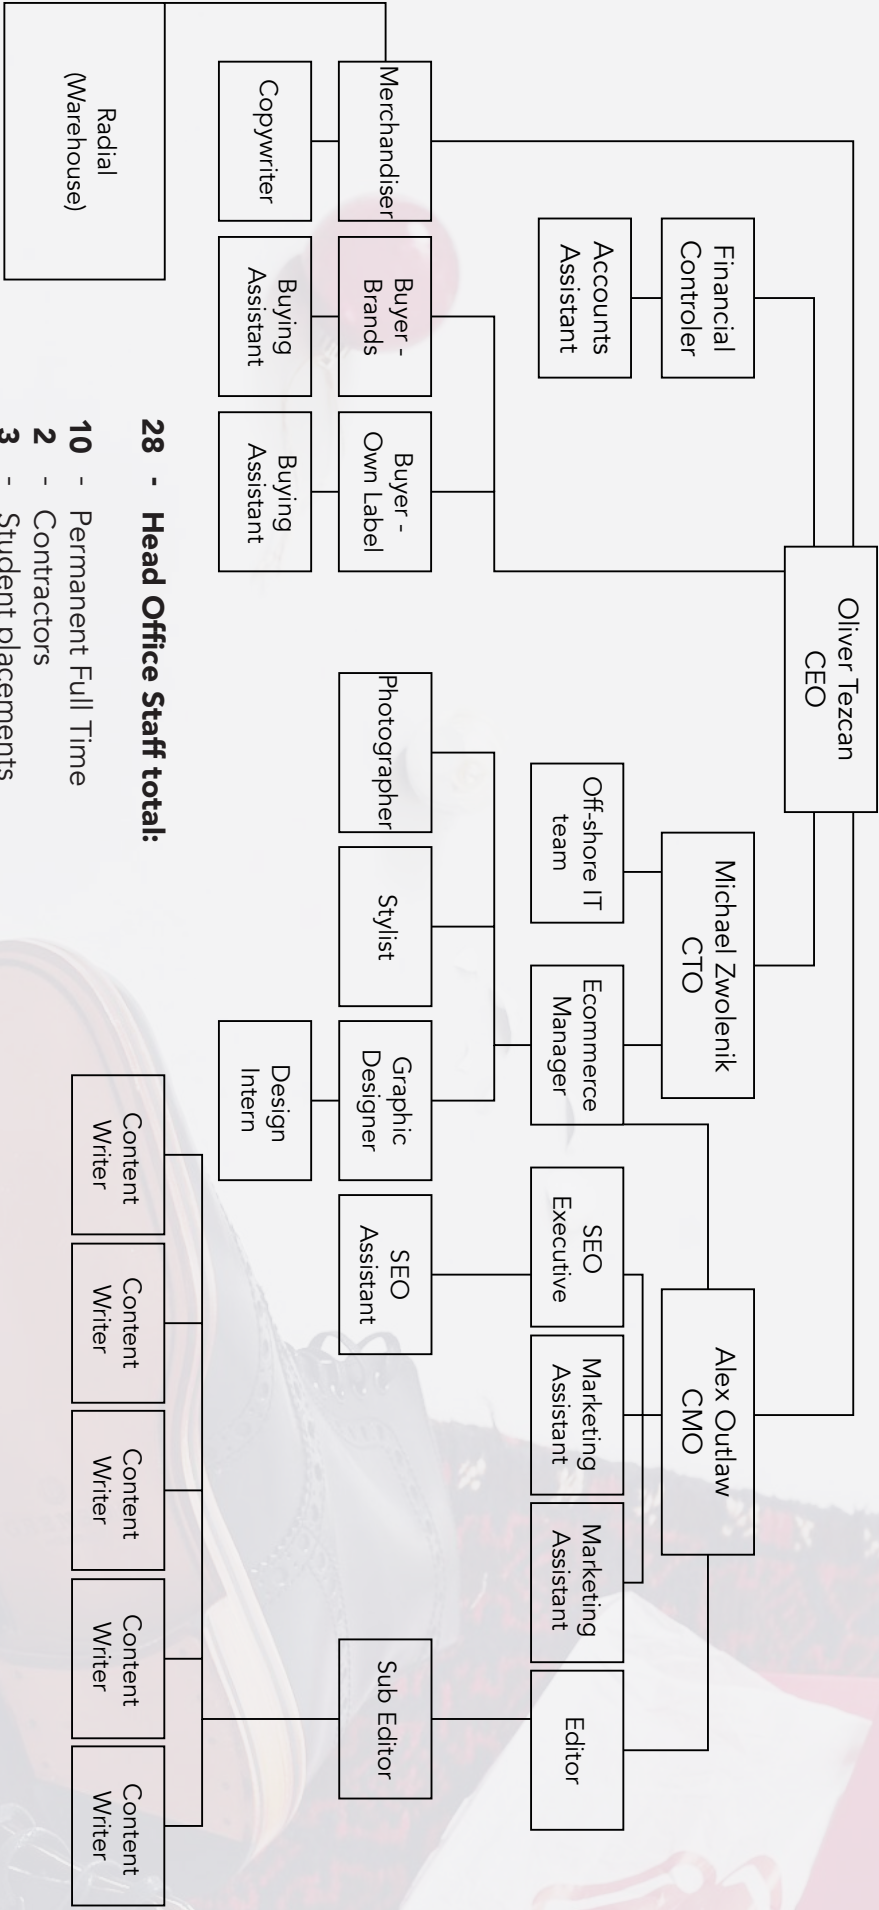 Oliver Tezcan
CEO
Financial
Controler
Michael Zwolenik
CTO
Alex Outlaw
CMO
Accounts
Assistant
Off-shore IT
team
Ecommerce
Manager
SEO
Executive
Marketing
Assistant
Marketing
Assistant
Editor
Merchandiser
Buyer -
Brands
Buyer -
Own Label
Photographer
Stylist
Graphic
Designer
SEO
Assistant
Sub Editor
Copywriter
Buying
Assistant
Buying
Assistant
Design
Intern
Radial
(Warehouse)
28 - Head Office Staff total:
10 - Permanent Full Time
2 - Contractors
3 - Student placements
Content
Writer
Content
Writer
Content
Writer
Content
Writer
Content
Writer